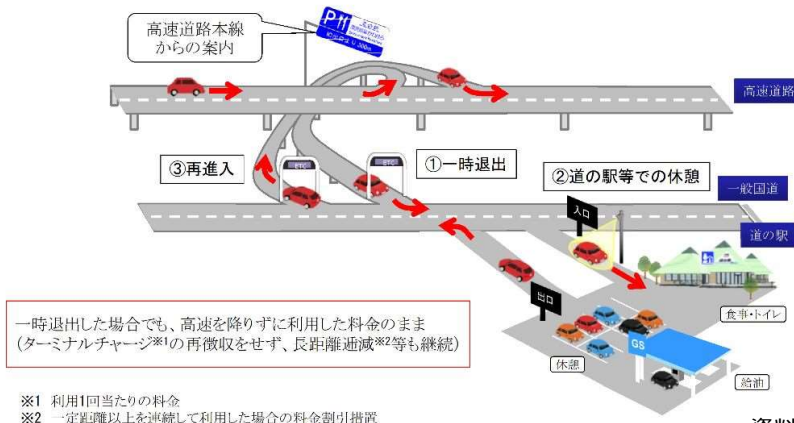 高速道路本線
からの案内
高速道路
③再進入
①一時退出
②道の駅等での休憩
ETC
ETC
一般国道
入口
道の駅
出口
食事・トイレ
GS
休憩
給油
一時退出した場合でも、高速を降りずに利用した料金のまま
(ターミナルチャージ※1の再徴収をせず、長距離逓減※2等も継続)
※1 利用1回当たりの料金
※2 一定距離以上を連続して利用した場合の料金割引措置